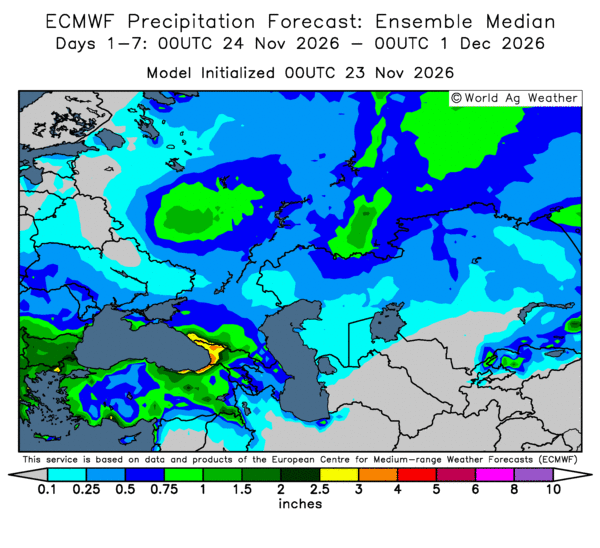 ECMWF Precipitation Forecast: Ensemble Median
Days 1−7: 00UTC 24 Nov 2026 − 00UTC 1 Dec 2026
Model Initialized 00UTC 23 Nov 2026
©World Ag Weather
This service is based on data and products of the European Centre for Medium-range Weather Forecasts (ECMWF)
0.1 0.25 0.5 0.75 1 1.5 2 2.5 3 4 5 6 8 10
inches